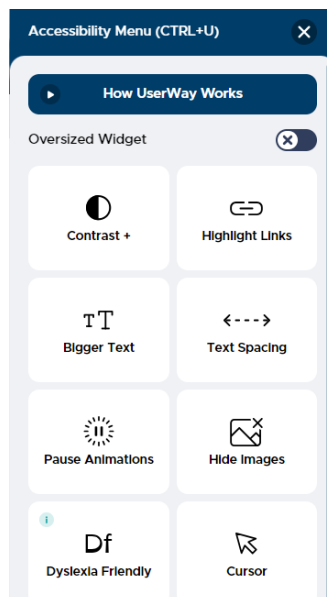 Accessibility Menu (CTRL+U)
How UserWay Works
Oversized Widget
Contrast +
Highlight Links
TT
Bigger Text
Text Spacing
Pause Animations
Hide Images
i
Df
Dyslexia Friendly
Cursor